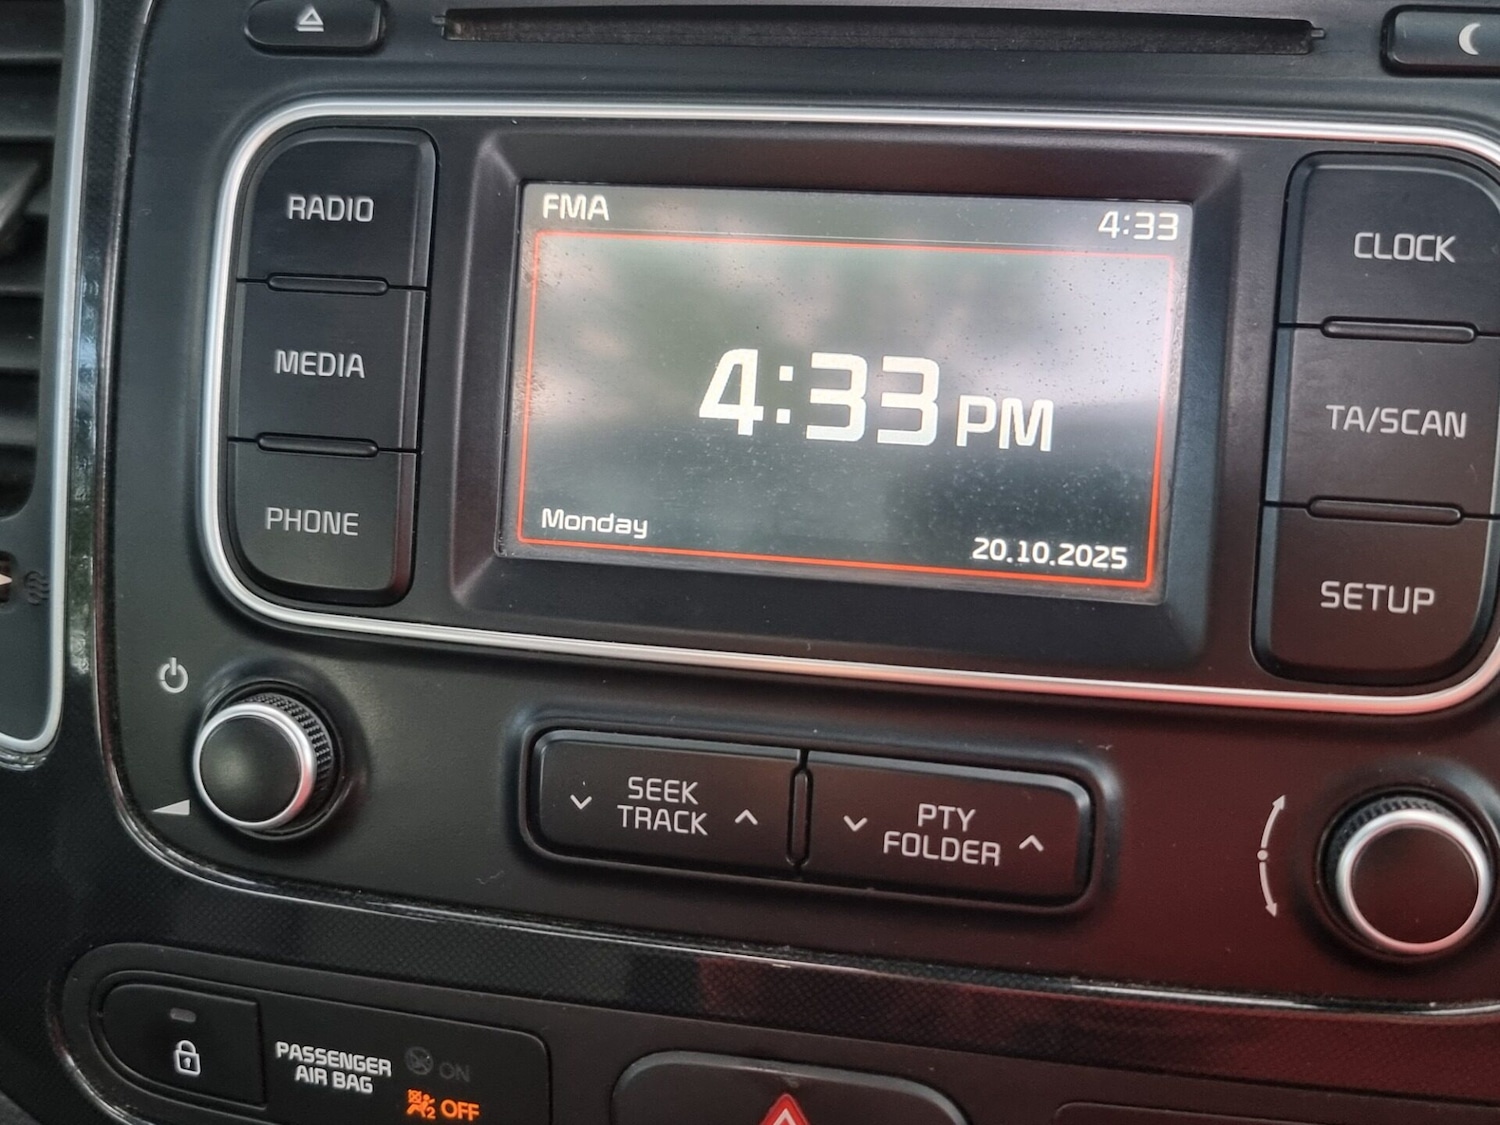 RADIO
MEDIA
PHONE
FMA
4:33
4:33 PM
Monday
20.10.2025
CLOCK
TA/SCAN
SETUP
SEEK
TRACK
PTY
FOLDER
PASSENGER
AIR BAG
ON
2 OFF